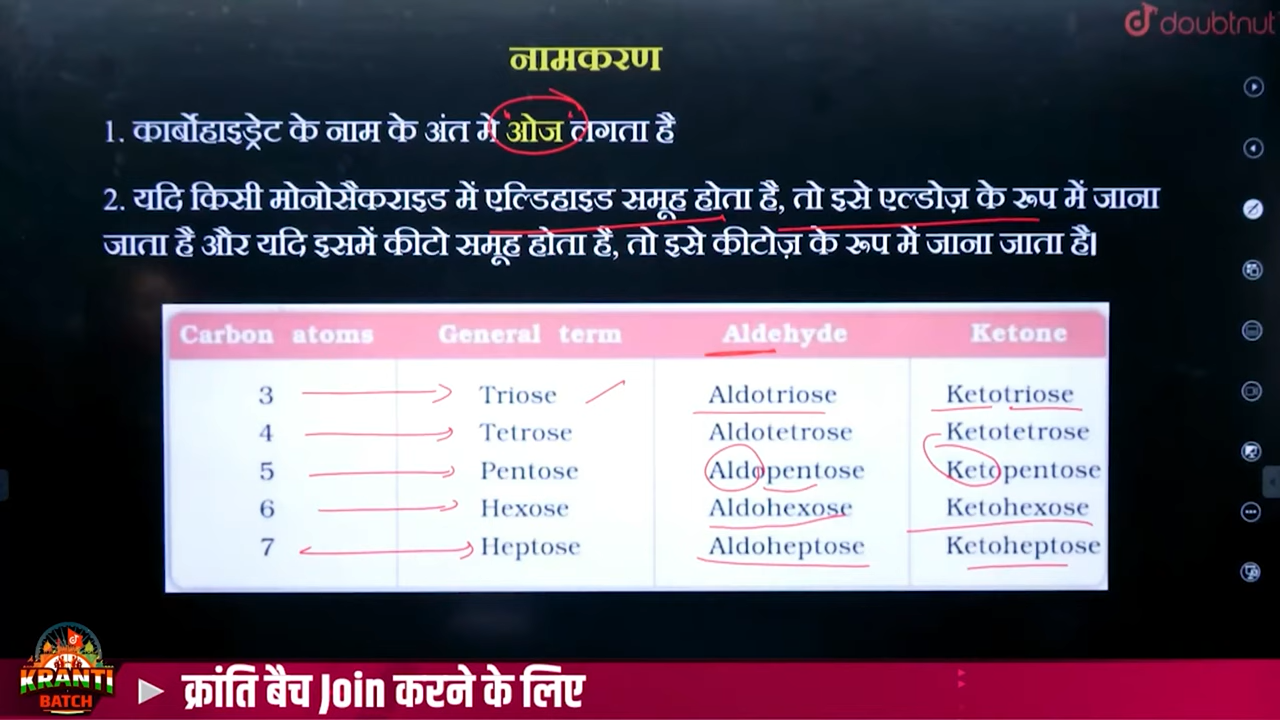 doubtnut
नामकरण
1. कार्बोहाइड्रेट के नाम के अंत में ओज लगता है
2. यदि किसी मोनोसैकराइड में एल्डिहाइड समूह होता है, तो इसे एल्डोज़ के रूप में जाना
जाता है और यदि इसमें कीटो समूह होता है, तो इसे कीटोज़ के रूप में जाना जाता है।
Carbon atoms General term Aldehyde Ketone
3 Triose Aldotriose Ketotriose
4 Tetrose Aldotetrose Ketotetrose
5 Pentose Aldopentose Ketopentose
6 Hexose Aldohexose Ketohexose
7 Heptose Aldoheptose Ketoheptose
KRANTI
BATCH
क्रांति बैच Join करने के लिए